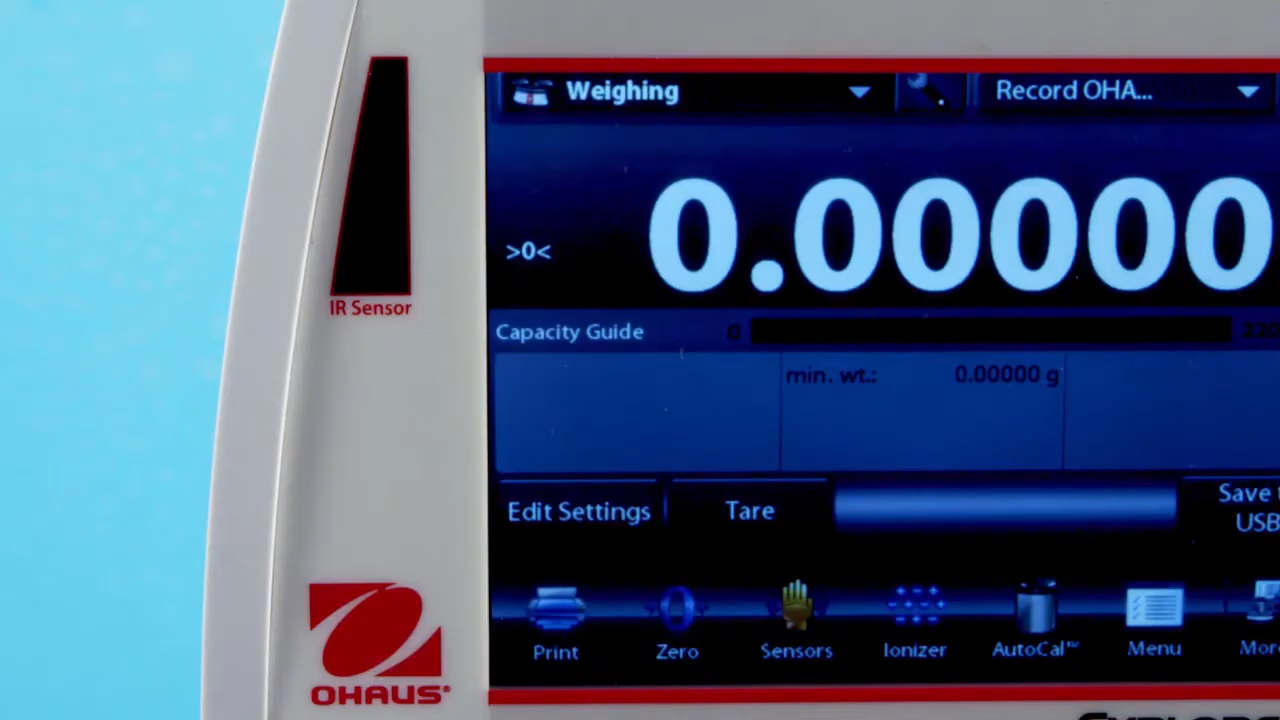 Weighing
Record OHA...
>0<
0.00000
IR Sensor
Capacity Guide 0
min. wt.: 0.00000 g
Edit Settings
Tare
Save
USB
Print
Zero
Sensors
Ionizer
AutoCal™
Menu
OHAUS